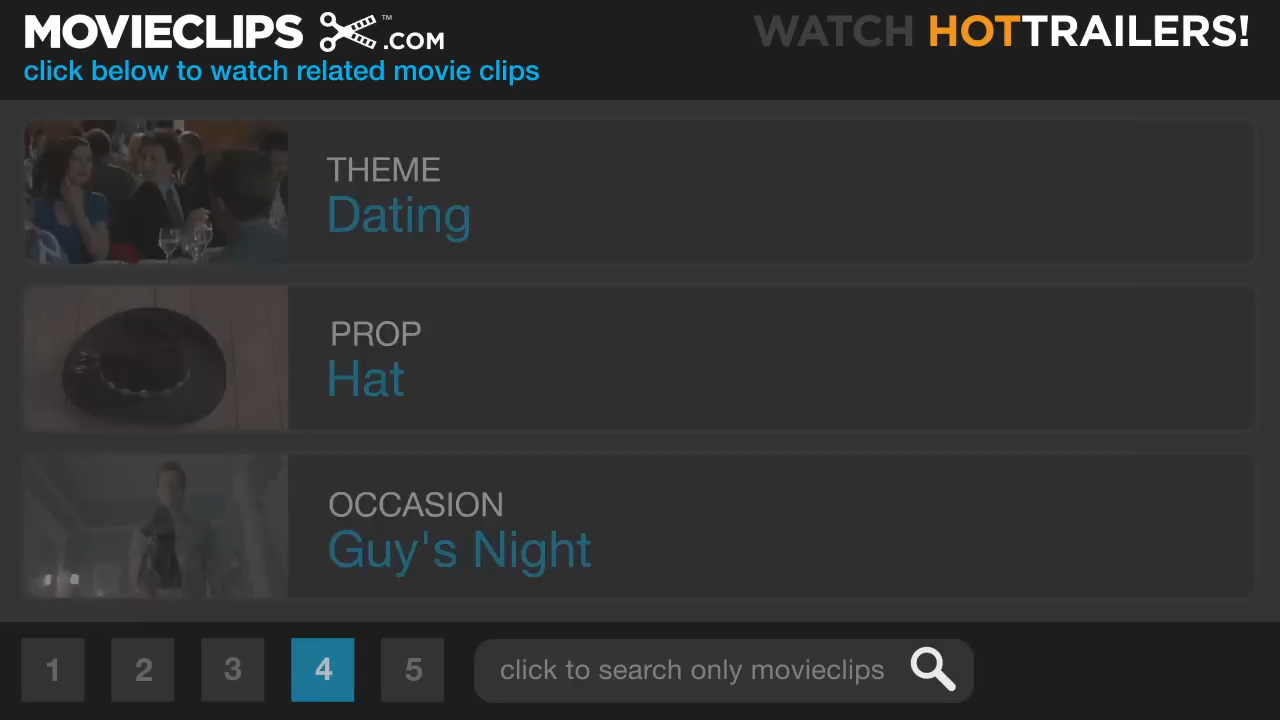 MOVIECLIPS ™ .COM
click below to watch related movie clips
WATCH HOTTRAILERS!
THEME
Dating
PROP
Hat
OCCASION
Guy's Night
1 2 3 4 5
click to search only movieclips